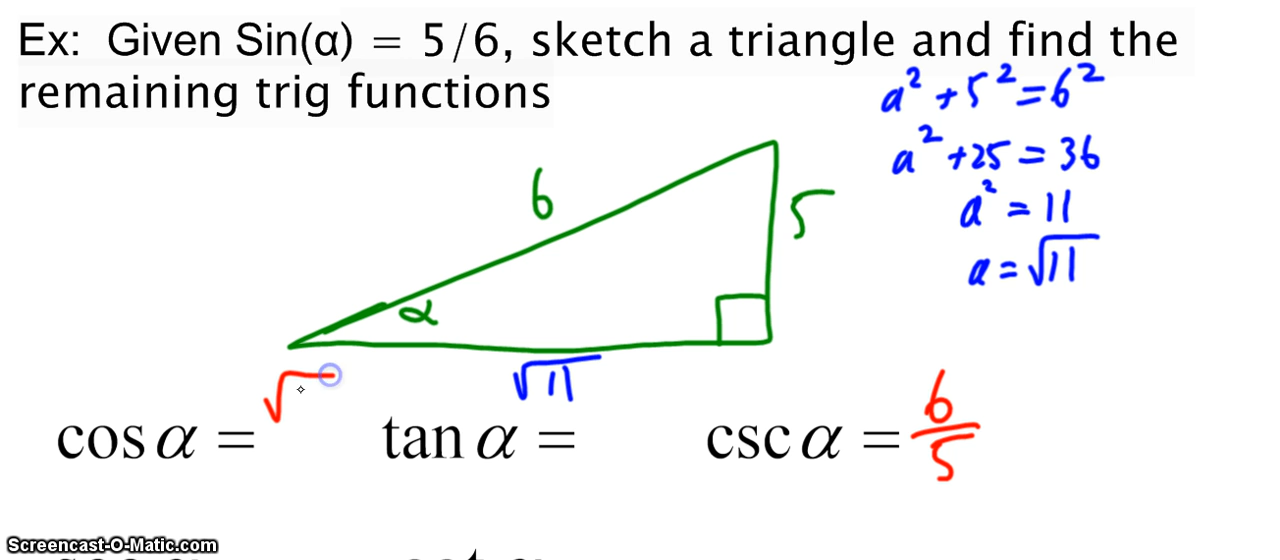 Ex: Given Sin(α) = 5/6, sketch a triangle and find the
remaining trig functions
a² + 5² = 6²
a² + 25 = 36
a² = 11
a = √11
6
5
α
√11
√
cos α =
tan α =
csc α = 6/5
Screencast-O-Matic.com